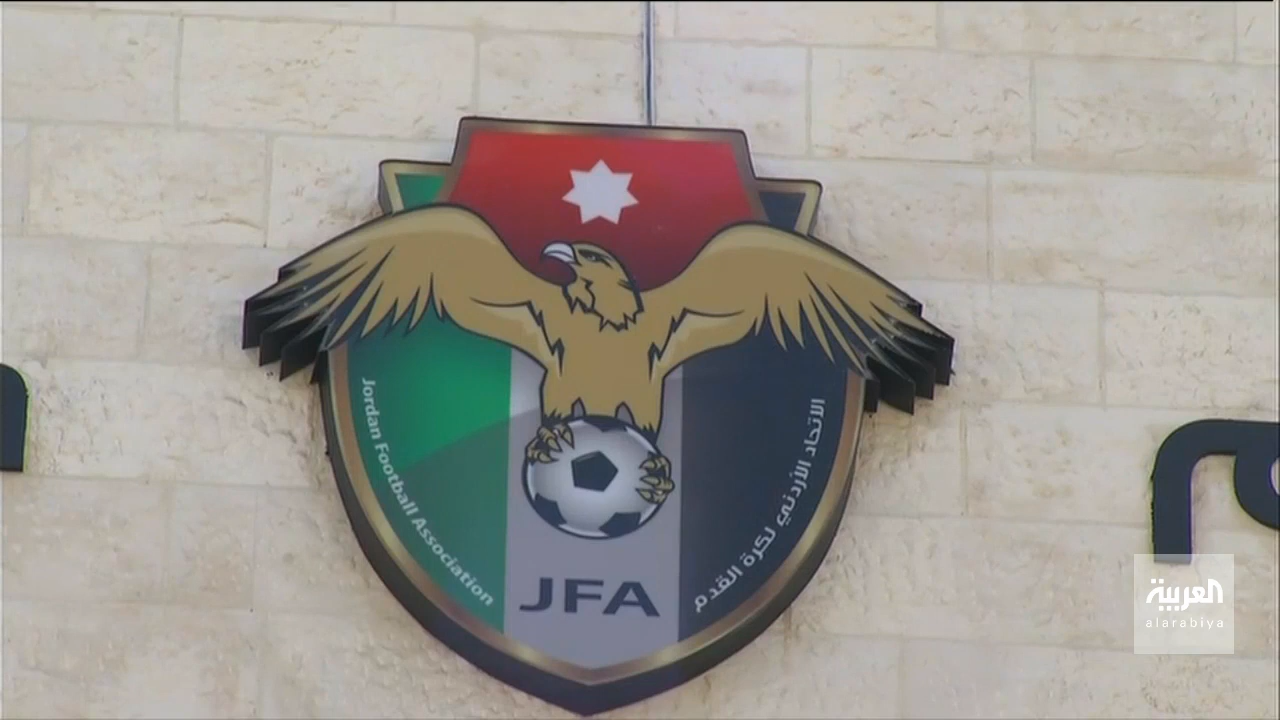 Jordan Football Association
الاتحاد الأردني لكرة القدم
JFA
العربية
alarabiya